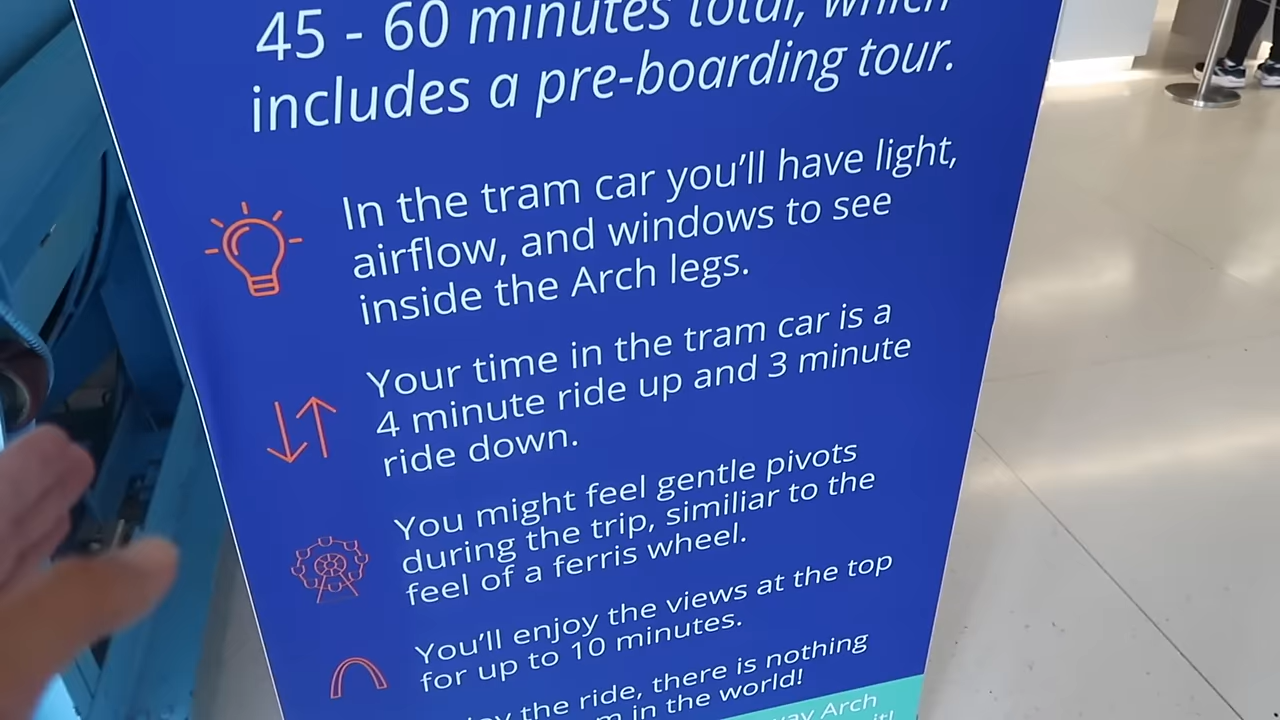 45 - 60 minutes total, which
includes a pre-boarding tour.
In the tram car you'll have light,
airflow, and windows to see
inside the Arch legs.
Your time in the tram car is a
4 minute ride up and 3 minute
ride down.
You might feel gentle pivots
during the trip, similiar to the
feel of a ferris wheel.
You'll enjoy the views at the top
for up to 10 minutes.
the ride, there is nothing
in the world!
Arch